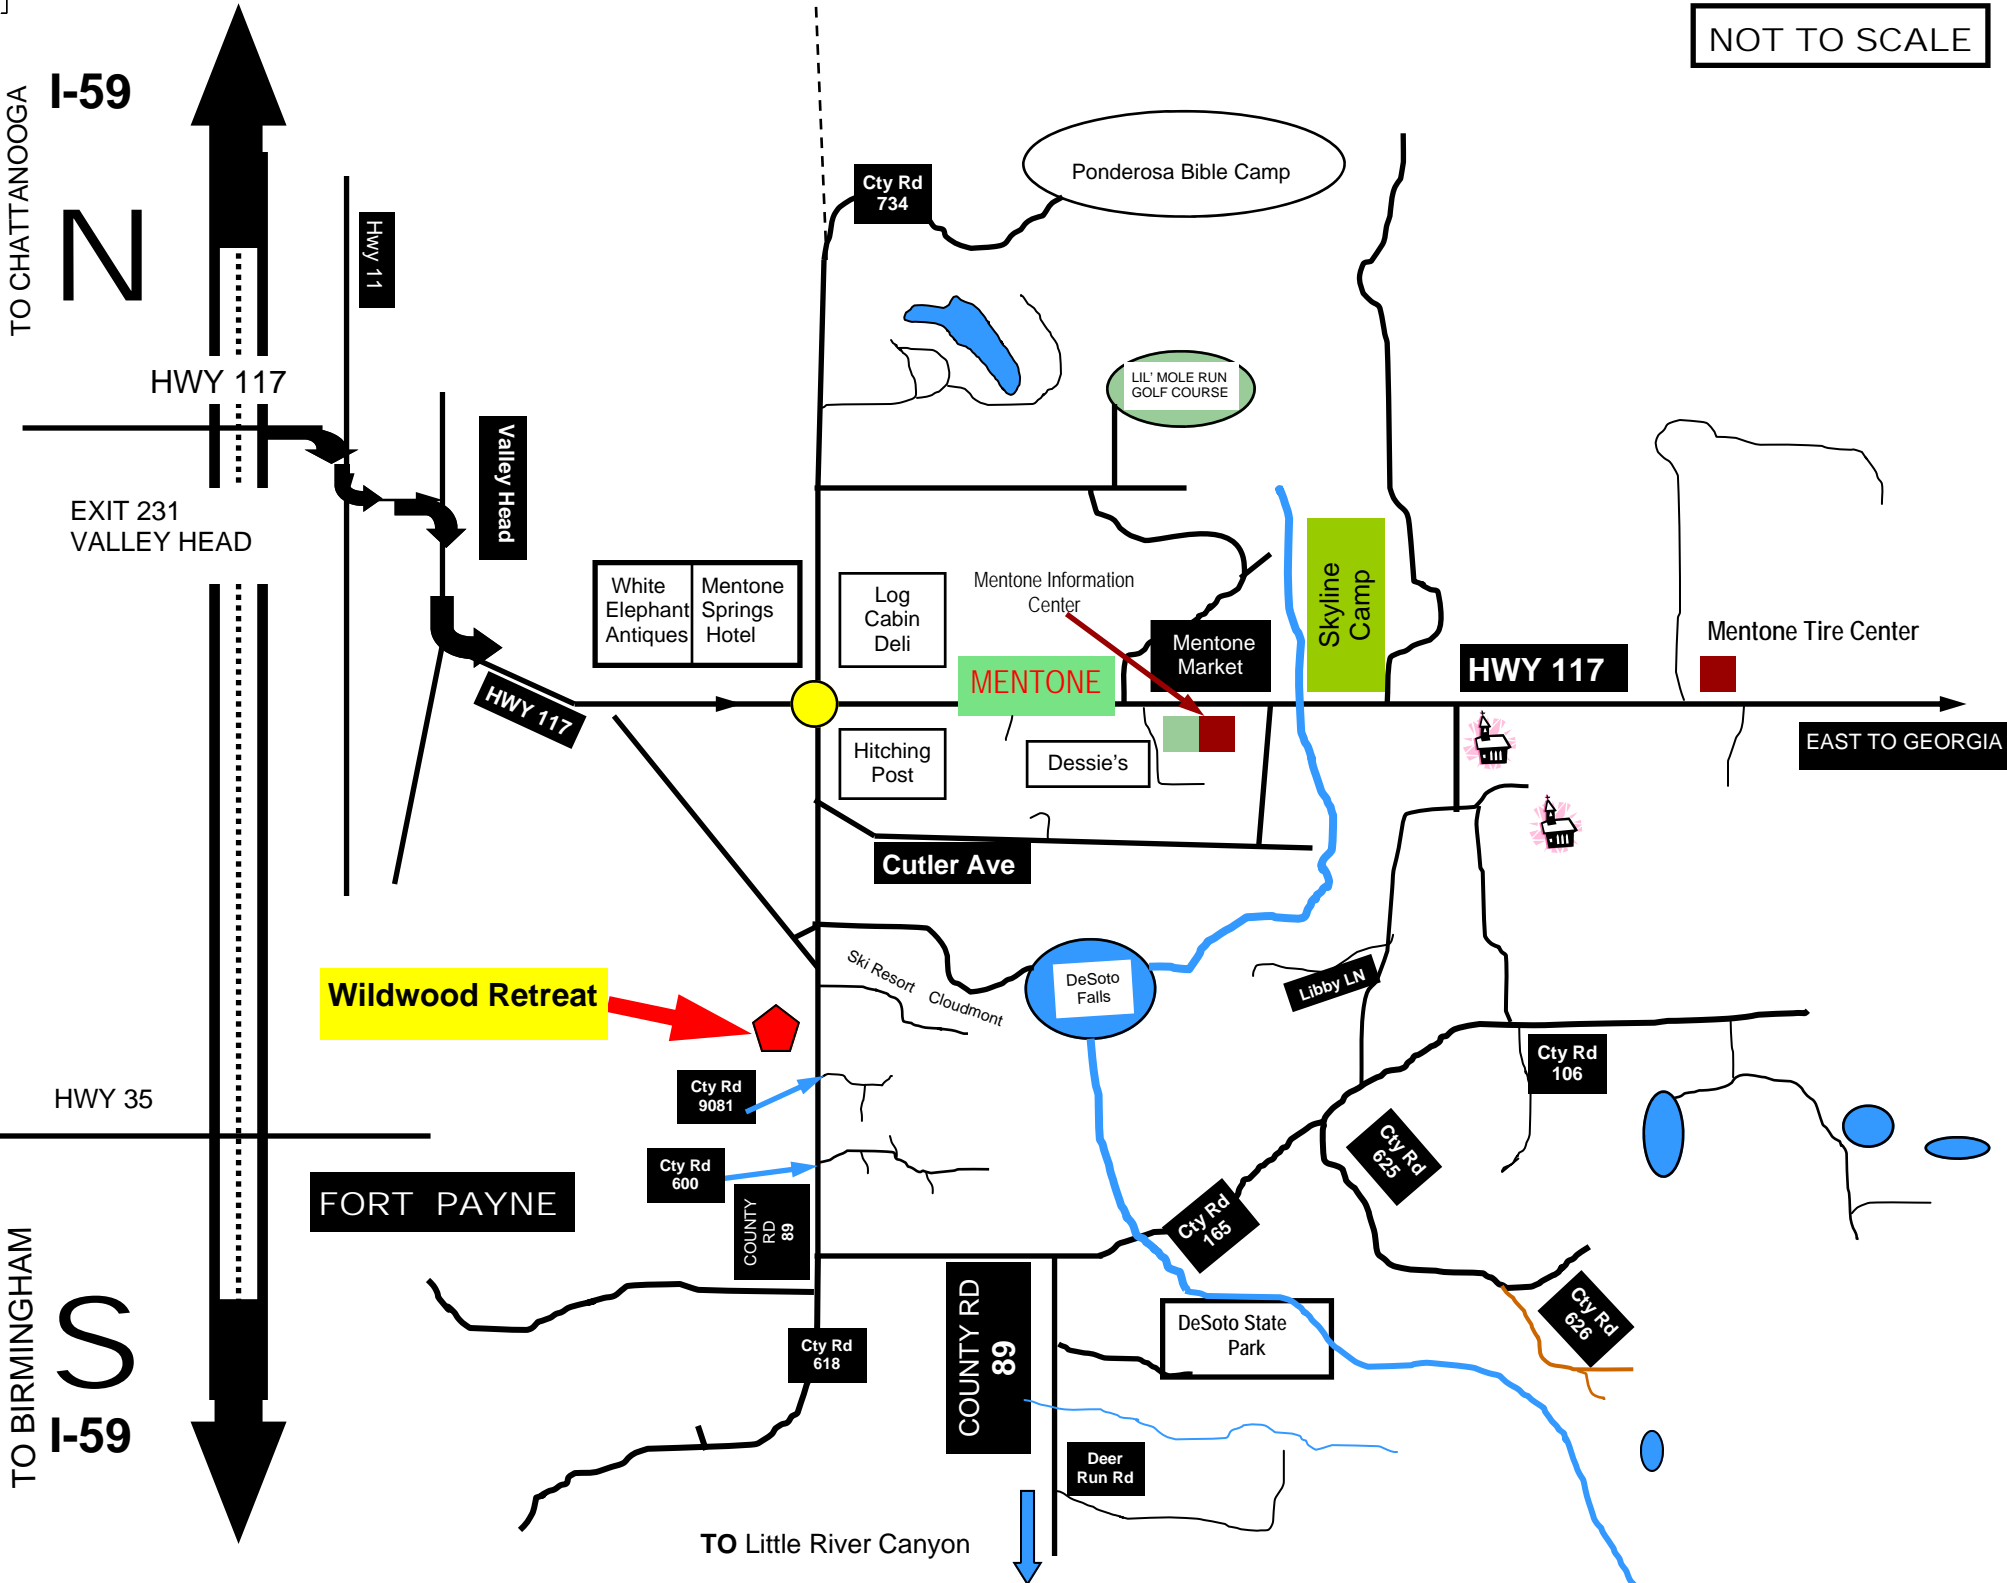 NOT TO SCALE
I-59
TO CHATTANOOGA
N
Hwy 11
Cty Rd
734
Ponderosa Bible Camp
HWY 117
LIL' MOLE RUN
GOLF COURSE
Valley Head
EXIT 231
VALLEY HEAD
White
Elephant
Antiques
Mentone
Springs
Hotel
Log
Cabin
Deli
Mentone Information
Center
Mentone
Market
Skyline
Camp
HWY 117
Mentone Tire Center
MENTONE
HWY 117
Hitching
Post
Dessie's
EAST TO GEORGIA
Cutler Ave
Ski Resort Cloudmont
DeSoto
Falls
Libby LN
Wildwood Retreat
Cty Rd
106
Cty Rd
9081
HWY 35
Cty Rd
625
Cty Rd
600
FORT PAYNE
COUNTY
RD
89
Cty Rd
165
TO BIRMINGHAM
S
I-59
COUNTY RD
89
DeSoto State
Park
Cty Rd
626
Cty Rd
618
Deer
Run Rd
TO Little River Canyon